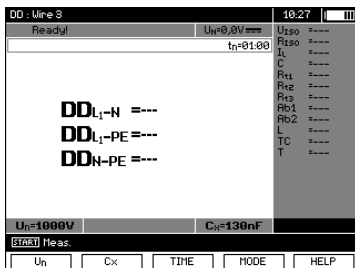 DD : Wire 3 10:27
Ready! UN=0,0V
tn=01:00
UISO =---
RISO =---
IL =---
C =---
Rt1 =---
Rt2 =---
Rt3 =---
Ab1 =---
Ab2 =---
L =---
TC =---
T =---
DDL1-N =---
DDL1-PE=---
DDN-PE=---
Un=1000V Cx=130nF
START Meas.
Un Cx TIME MODE HELP